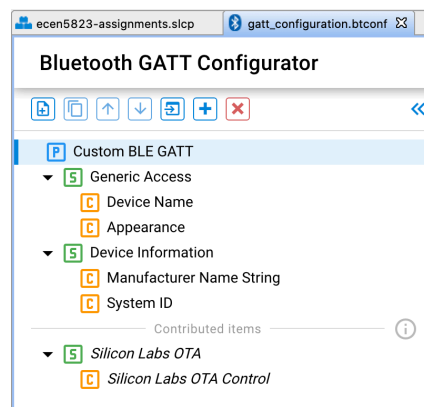 ecen5823-assignments.slcp
gatt_configuration.btconf
Bluetooth GATT Configurator
P Custom BLE GATT
S Generic Access
C Device Name
C Appearance
S Device Information
C Manufacturer Name String
C System ID
Contributed items
S Silicon Labs OTA
C Silicon Labs OTA Control